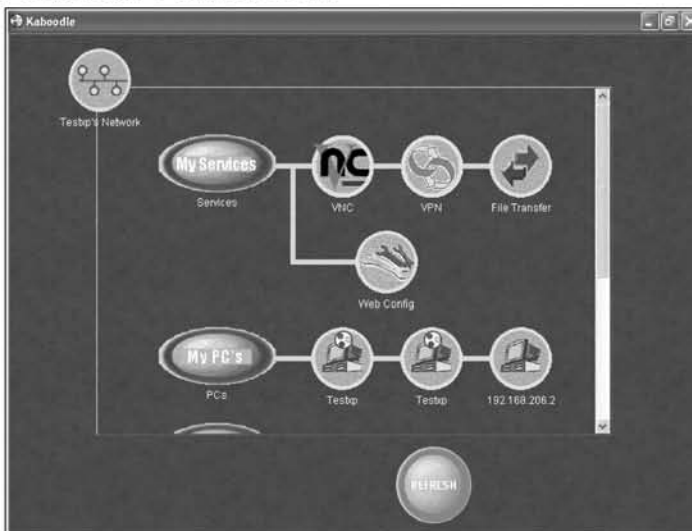 Kaboodle
Testxp's Network
My Services
Services
VNC
VPN
File Transfer
Web Config
My PC's
PCs
Testxp
Testxp
192.168.206.2
REFRESH